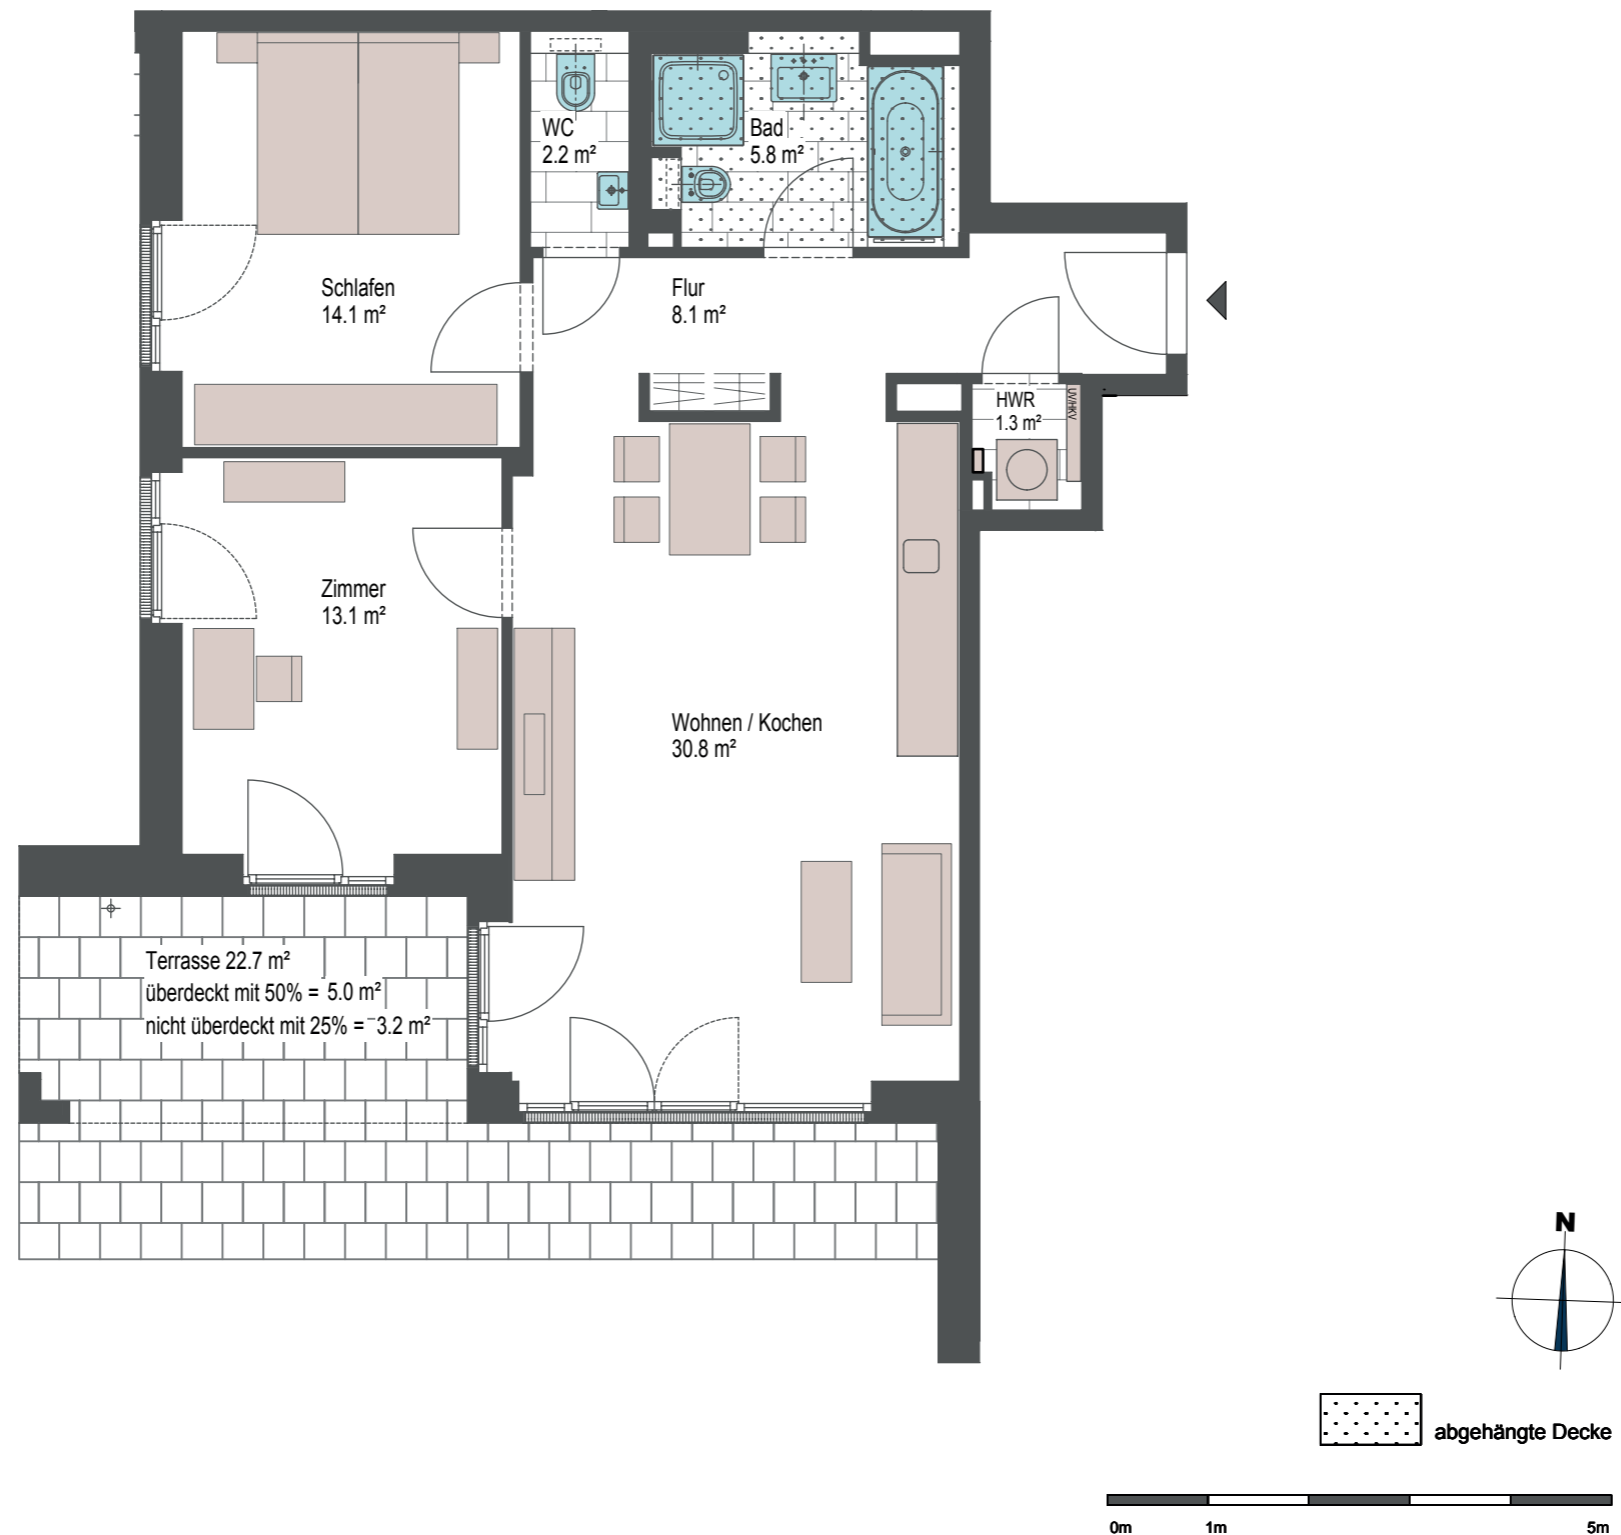 WC
2.2 m²
Bad
5.8 m²
Schlafen
14.1 m²
Flur
8.1 m²
HWR
1.3 m²
UV/HKV
Zimmer
13.1 m²
Wohnen / Kochen
30.8 m²
Terrasse 22.7 m²
überdeckt mit 50% = 5.0 m²
nicht überdeckt mit 25% = 3.2 m²
N
abgehängte Decke
0m 1m 5m